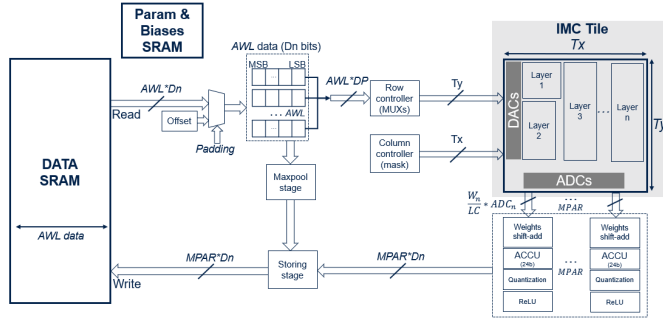 Param &
Biases
SRAM
IMC Tile
Tx
AWL data (Dn bits)
MSB
LSB
...
...
... AWL
AWL*Dn
Read
Offset
Padding
AWL*DP
Row
controller
(MUXs)
Ty
Column
controller
(mask)
Tx
DACs
Layer
1
Layer
2
Layer
3
...
Layer
n
Ty
ADCs
DATA
SRAM
AWL data
Maxpool
stage
Wn/LC * ADCn
...
MPAR
Weights
shift-add
ACCU
(24b)
Quantization
ReLU
...
MPAR
...
Weights
shift-add
ACCU
(24b)
Quantization
ReLU
MPAR*Dn
Storing
stage
MPAR*Dn
Write